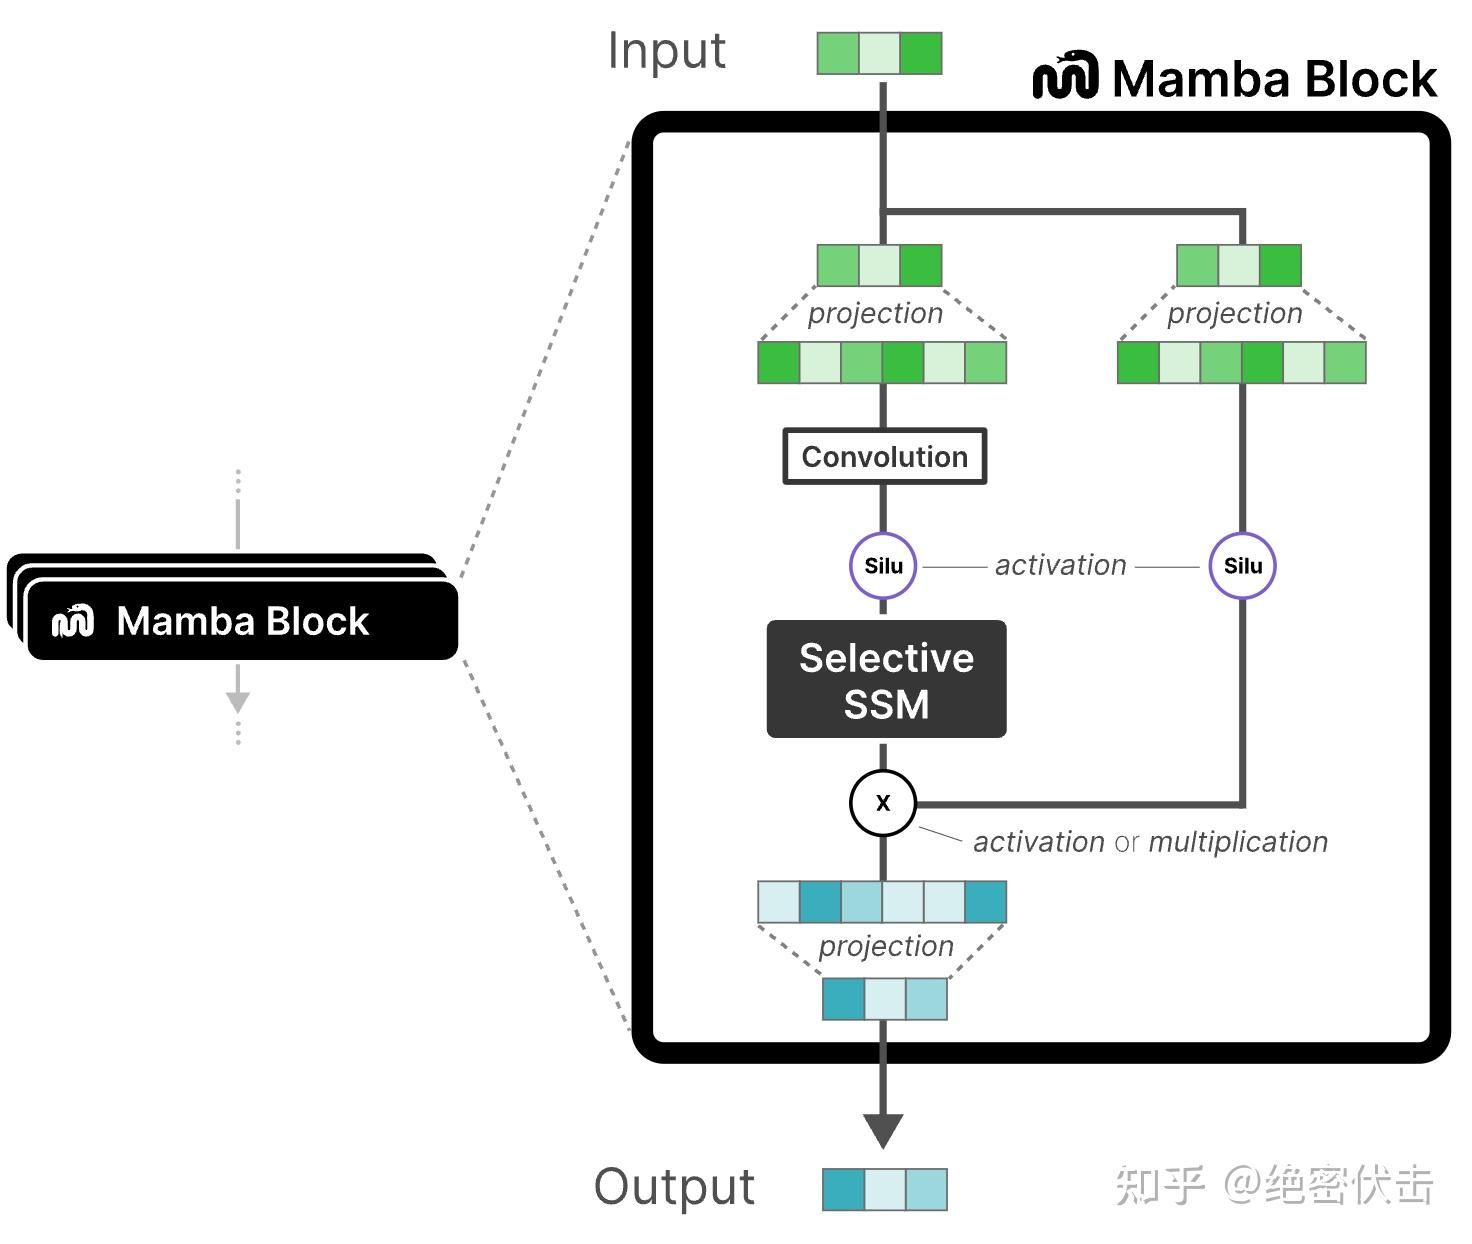 Input
Mamba Block
projection
projection
Convolution
Silu
activation
Silu
Mamba Block
Selective
SSM
X
activation or multiplication
projection
Output
知乎 @绝密伏击